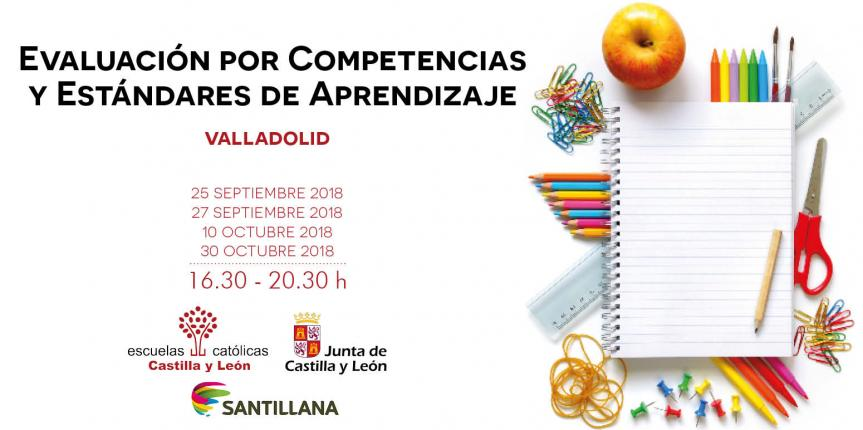 EVALUACIÓN POR COMPETENCIAS
Y ESTÁNDARES DE APRENDIZAJE
VALLADOLID
25 SEPTIEMBRE 2018
27 SEPTIEMBRE 2018
10 OCTUBRE 2018
30 OCTUBRE 2018
16.30 - 20.30 h
escuelas católicas
Castilla y León
Junta de
Castilla y León
SANTILLANA